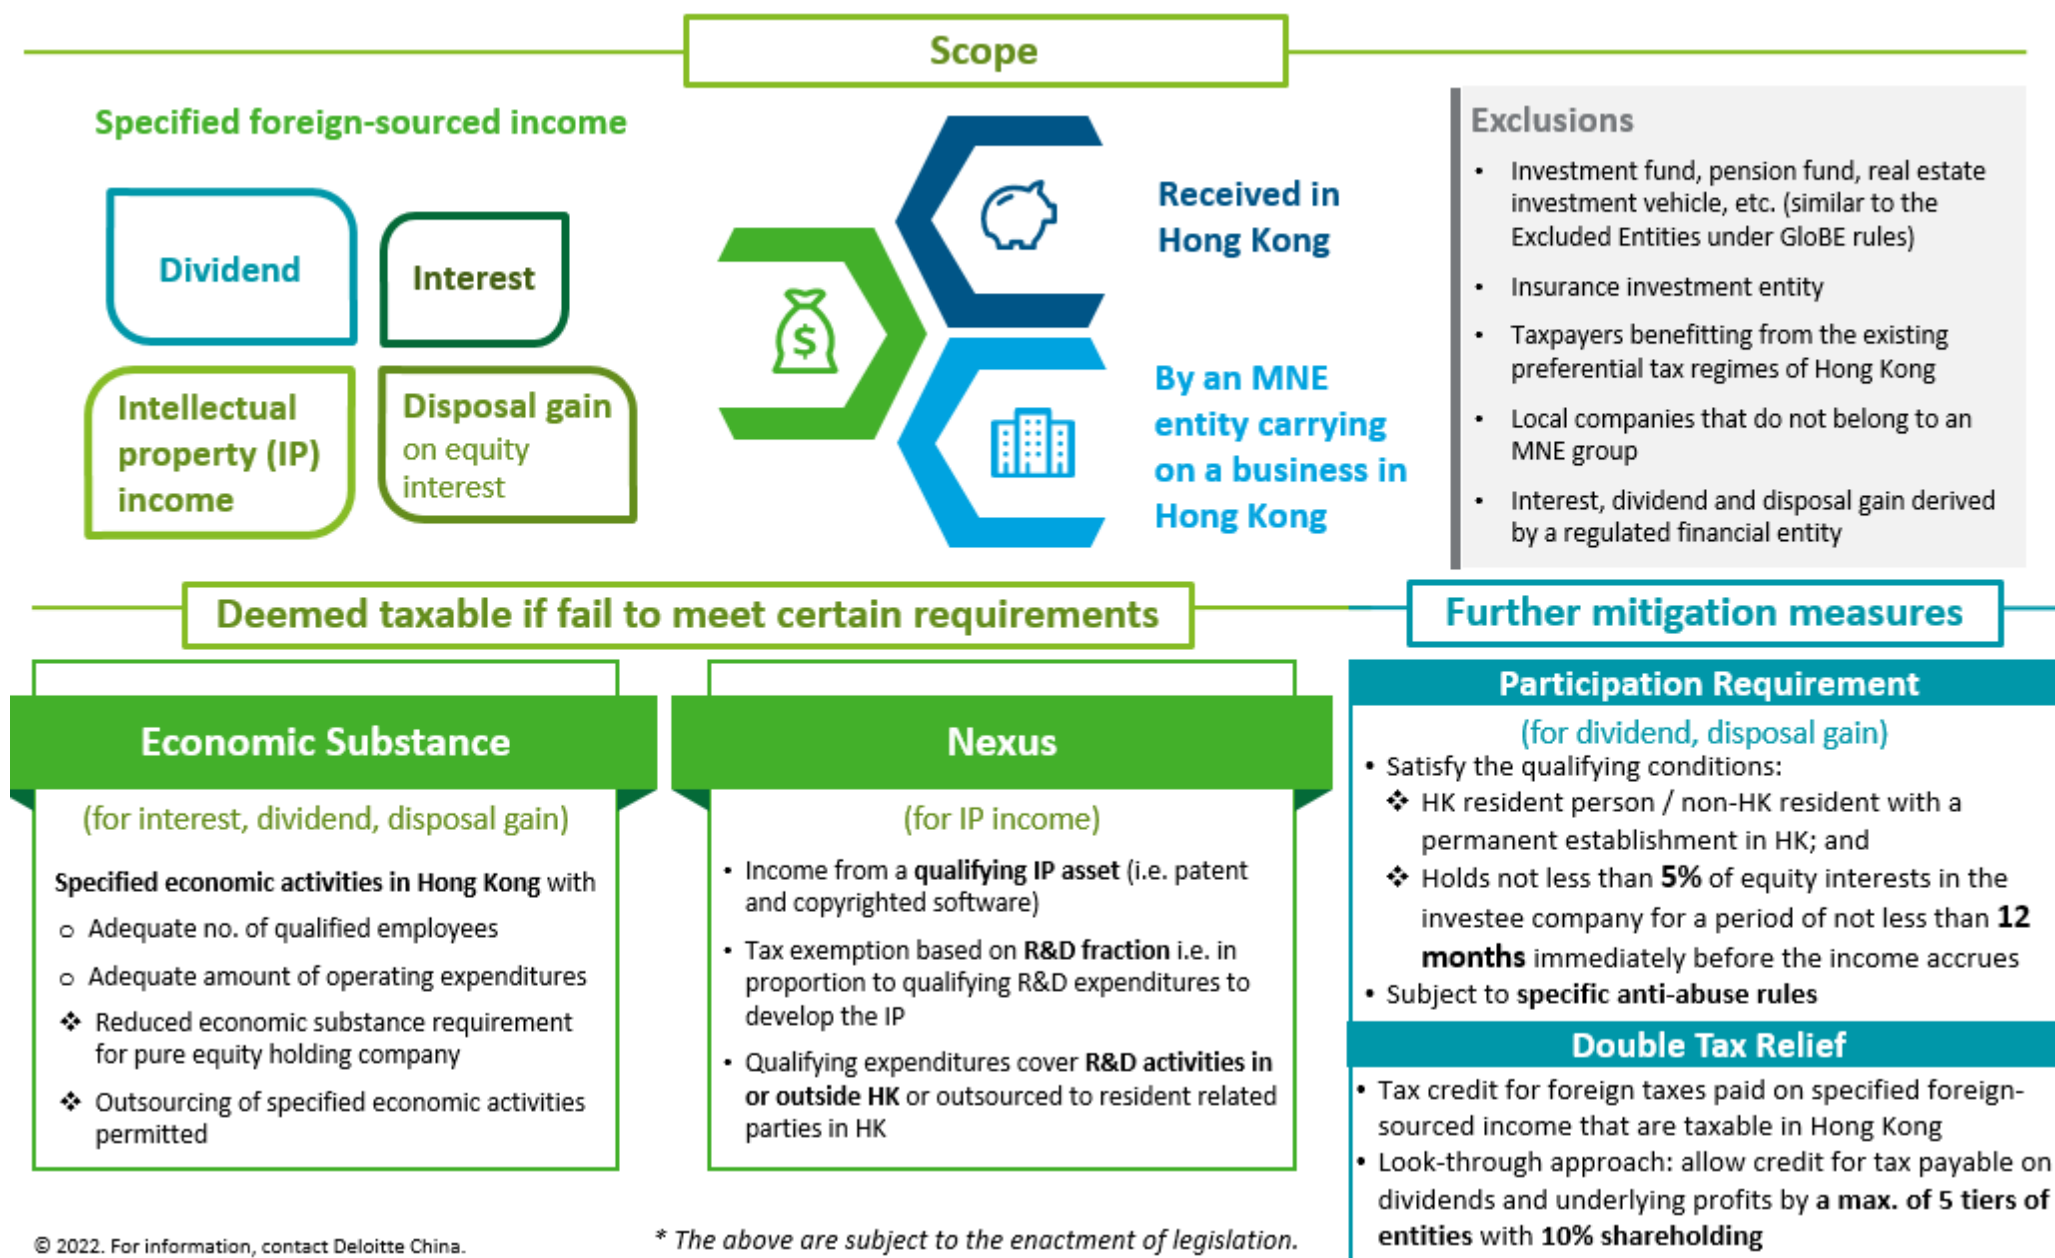 Scope
Specified foreign-sourced income
Dividend
Interest
Intellectual
property (IP)
income
Disposal gain
on equity
interest
$
Received in
Hong Kong
By an MNE
entity carrying
on a business in
Hong Kong
Exclusions
• Investment fund, pension fund, real estate
investment vehicle, etc. (similar to the
Excluded Entities under GloBE rules)
• Insurance investment entity
• Taxpayers benefitting from the existing
preferential tax regimes of Hong Kong
• Local companies that do not belong to an
MNE group
• Interest, dividend and disposal gain derived
by a regulated financial entity
Deemed taxable if fail to meet certain requirements
Economic Substance
(for interest, dividend, disposal gain)
Specified economic activities in Hong Kong with
o Adequate no. of qualified employees
o Adequate amount of operating expenditures
❖ Reduced economic substance requirement
for pure equity holding company
❖ Outsourcing of specified economic activities
permitted
Nexus
(for IP income)
• Income from a qualifying IP asset (i.e. patent
and copyrighted software)
• Tax exemption based on R&D fraction i.e. in
proportion to qualifying R&D expenditures to
develop the IP
• Qualifying expenditures cover R&D activities in
or outside HK or outsourced to resident related
parties in HK
Further mitigation measures
Participation Requirement
(for dividend, disposal gain)
• Satisfy the qualifying conditions:
❖ HK resident person / non-HK resident with a
permanent establishment in HK; and
❖ Holds not less than 5% of equity interests in the
investee company for a period of not less than 12
months immediately before the income accrues
• Subject to specific anti-abuse rules
Double Tax Relief
• Tax credit for foreign taxes paid on specified foreign-
sourced income that are taxable in Hong Kong
• Look-through approach: allow credit for tax payable on
dividends and underlying profits by a max. of 5 tiers of
entities with 10% shareholding
© 2022. For information, contact Deloitte China.
* The above are subject to the enactment of legislation.